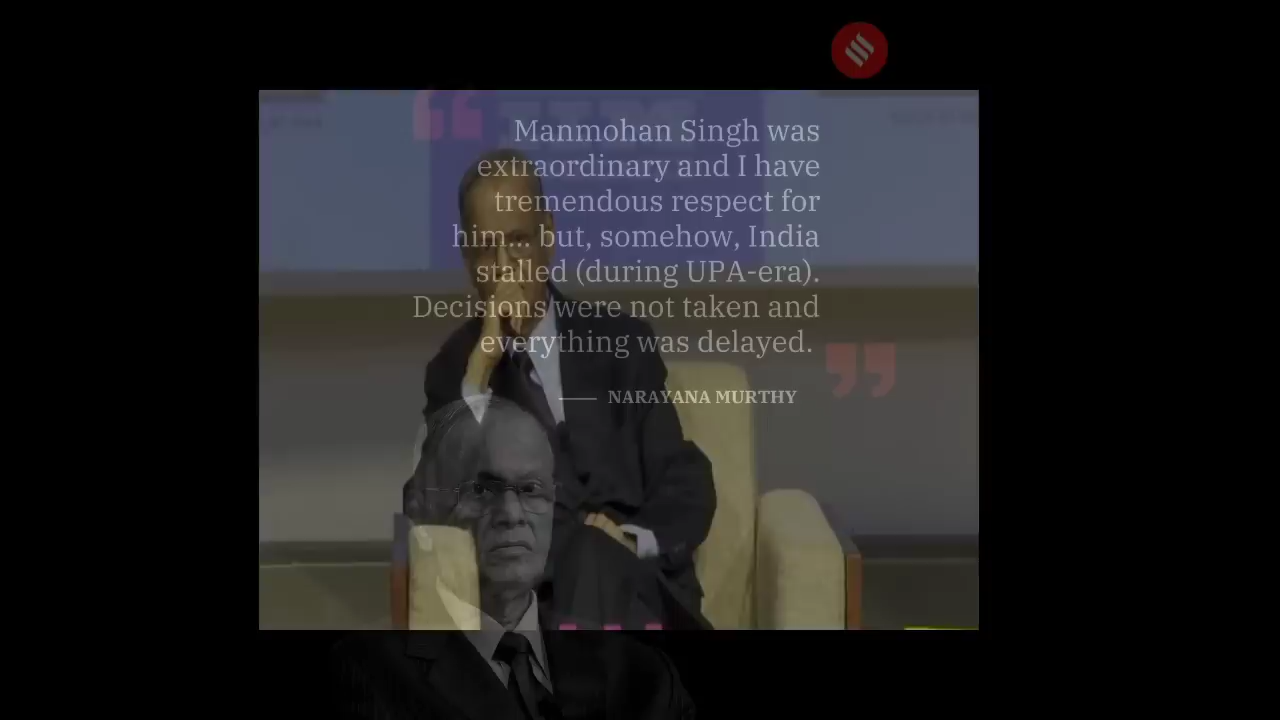 Manmohan Singh was
extraordinary and I have
tremendous respect for
him... but, somehow, India
stalled (during UPA-era).
Decisions were not taken and
everything was delayed.
NARAYANA MURTHY